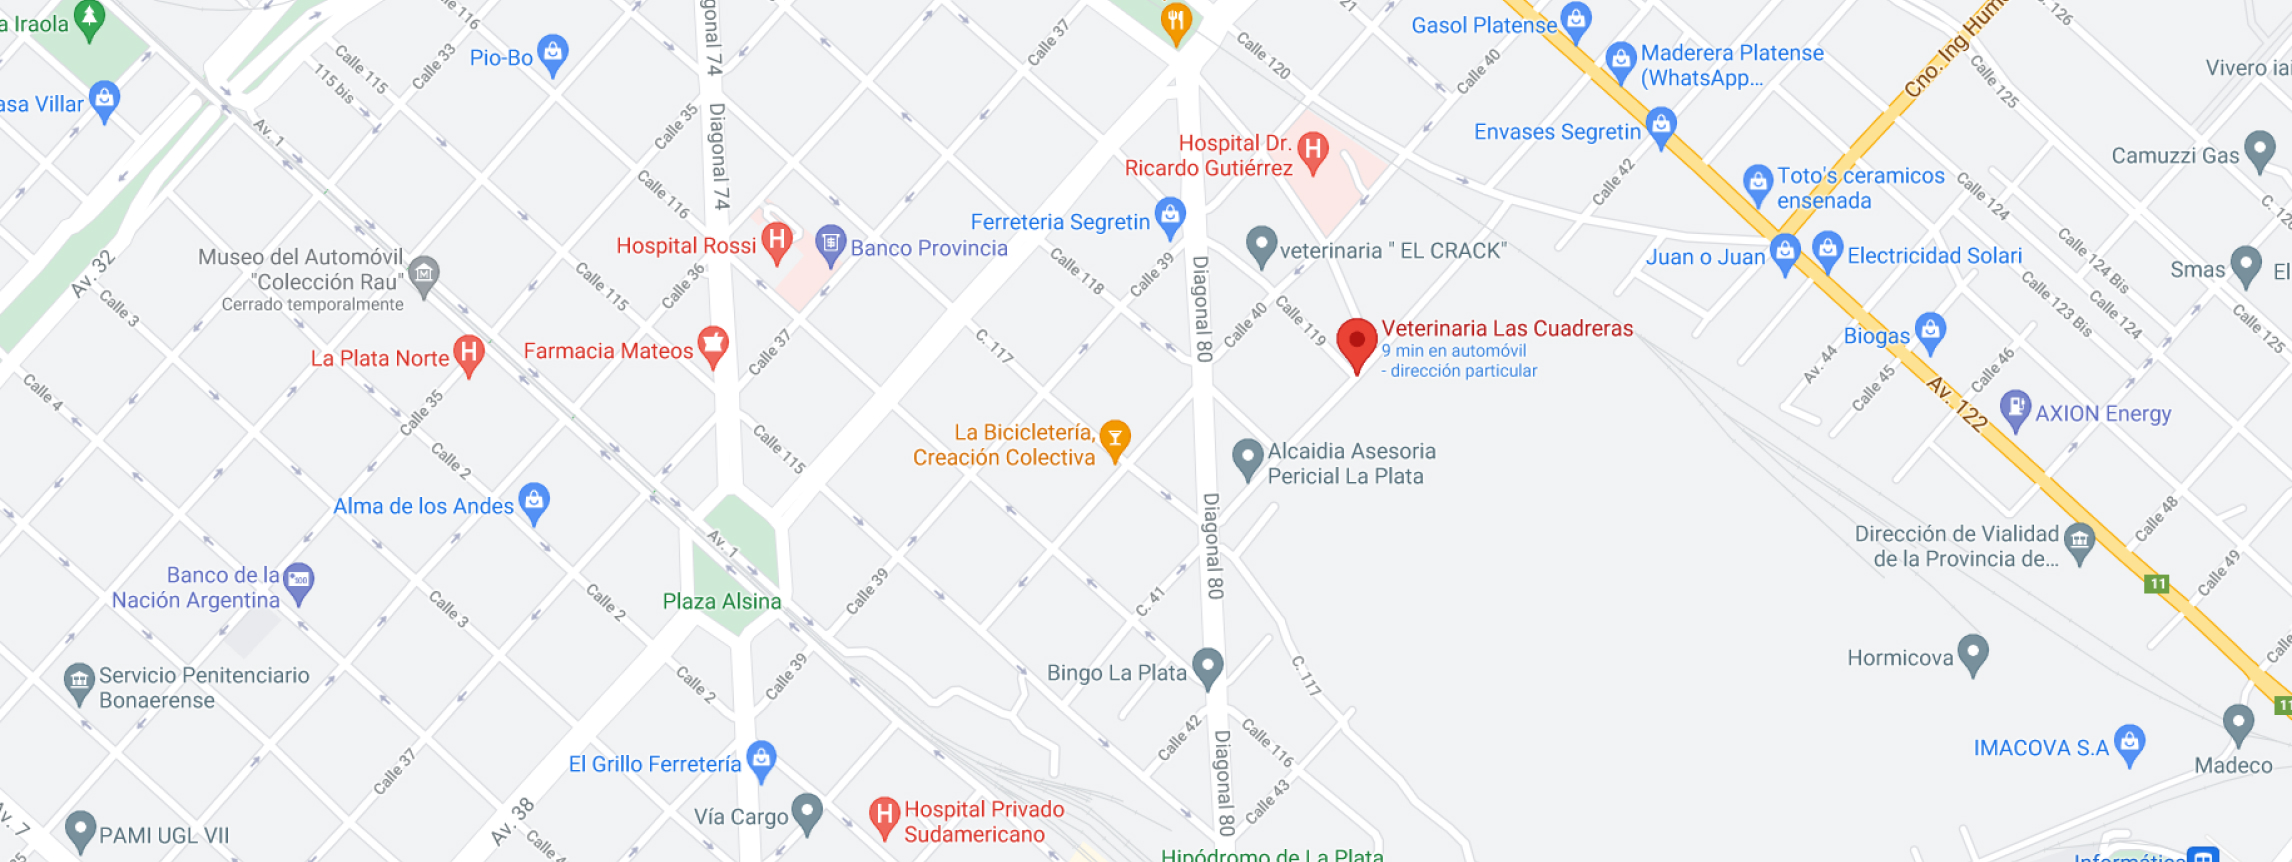 a Iraola
asa Villar
Pio-Bo
Calle 115
115 bis
Calle 33
116
Av. 1
Av. 32
Calle 3
Calle 4
Museo del Automóvil
"Colección Rau"
Cerrado temporalmente
La Plata Norte
Calle 35
Calle 2
Alma de los Andes
Banco de la
Nación Argentina
Servicio Penitenciario
Bonaerense
PAMI UGL VII
Av. 7
Calle 37
Calle 3
Calle 2
Av. 38
Diagonal 74
Calle 35
Calle 116
Hospital Rossi
Banco Provincia
Calle 115
Calle 36
Farmacia Mateos
Calle 37
Calle 115
Av. 1
Plaza Alsina
Calle 2
Calle 39
Calle 39
El Grillo Ferretería
Vía Cargo
Hospital Privado
Sudamericano
Calle 37
Calle 120
Hospital Dr.
Ricardo Gutiérrez
Ferreteria Segretin
Calle 118
Calle 39
Diagonal 80
veterinaria " EL CRACK"
Calle 40
Calle 119
C. 117
Veterinaria Las Cuadreras
9 min en automóvil
- dirección particular
La Bicicletería,
Creación Colectiva
Alcaidia Asesoria
Pericial La Plata
Diagonal 80
C. 41
Bingo La Plata
C. 117
Calle 42
Calle 116
Diagonal 80
Calle 43
Hipódromo de La Plata
121
Gasol Platense
Calle 40
Maderera Platense
(WhatsApp...
Envases Segretin
Calle 42
Toto's ceramicos
ensenada
Juan o Juan
Electricidad Solari
Cno. Ing Hum
C. 126
Calle 125
Vivero iai
Camuzzi Gas
Calle 124
C. 126
Calle 124 Bis
Calle 123 Bis
Calle 124
Smas
El
Calle 125
Biogas
Av. 44
Calle 45
Calle 46
Av. 122
AXION Energy
Dirección de Vialidad
de la Provincia de...
Calle 48
11
Calle 49
Calle
Hormicova
11
IMACOVA S.A
Madeco
Informática